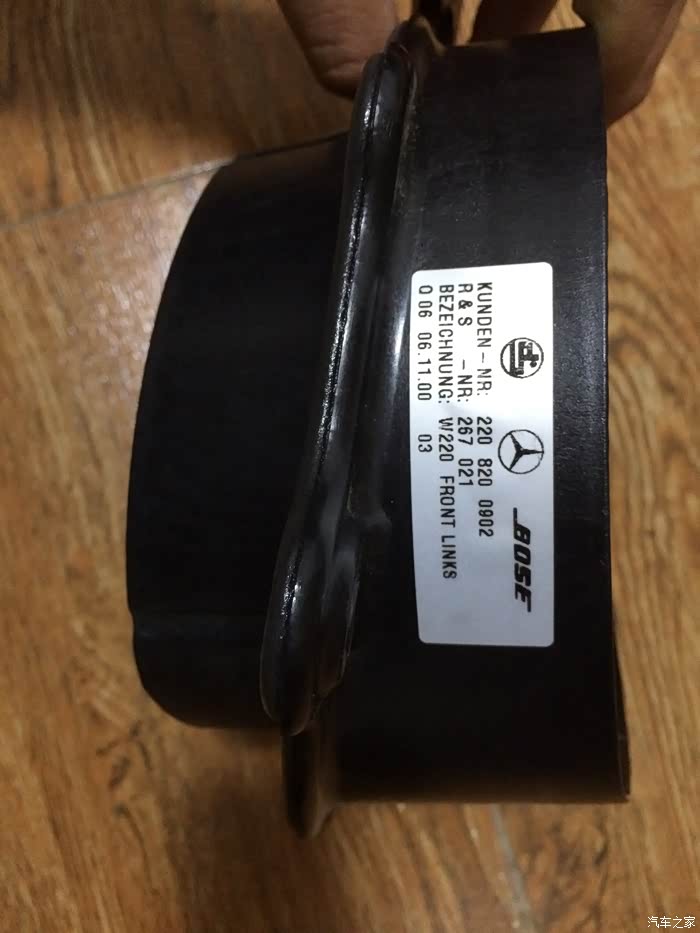 BOSE
KUNDEN-NR: 220 820 0902
R & S -NR: 267 021
BEZEICHNUNG: W220 FRONT LINKS
Q 06 06.11.00 03
汽车之家